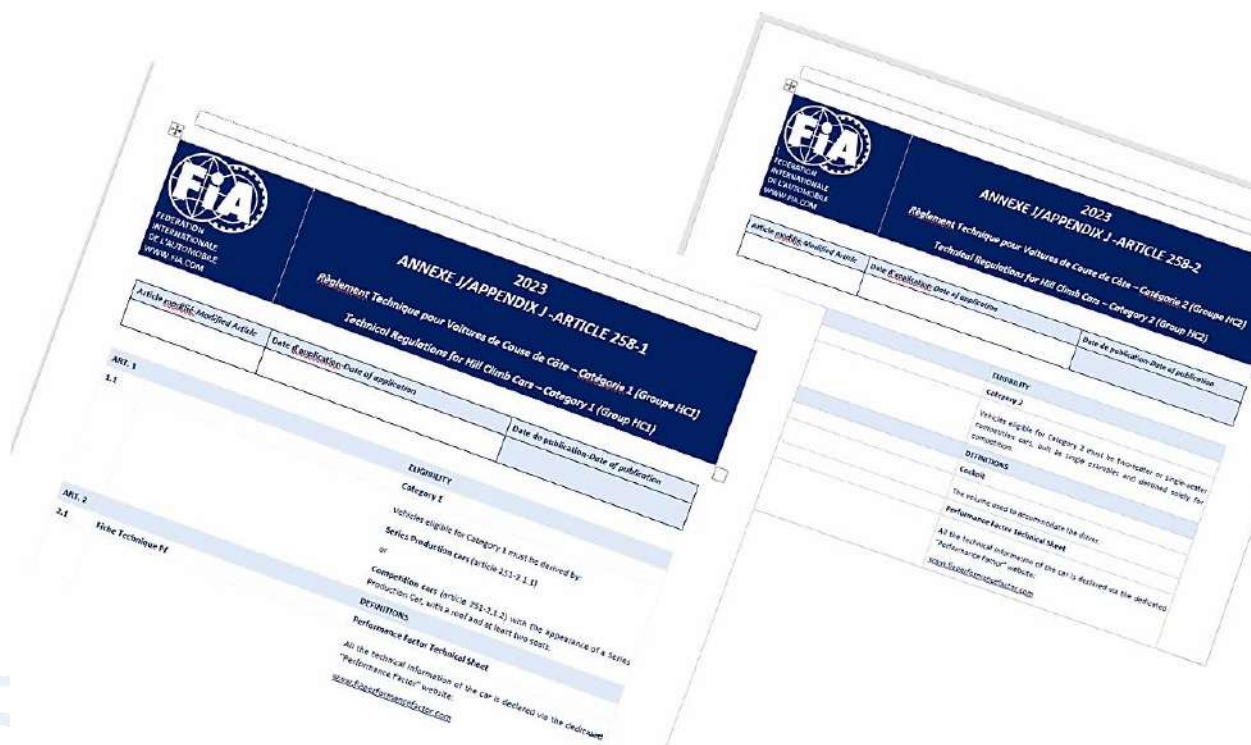 FiA
FEDERATION
INTERNATIONALE
DE L'AUTOMOBILE
WWW.FIA.COM
2023
ANNEXE J/APPENDIX J -ARTICLE 258-1
Règlement Technique pour Voitures de Couse de Côte – Catégorie 1 (Groupe HC1)
Technical Regulations for Hill Climb Cars – Category 1 (Group HC1)
Article modifié-Modified Article
Date d'application-Date of application
Date de publication-Date of publication
ART. 1
ELIGIBILITY
1.1
Category 1
Vehicles eligible for Category 1 must be derived by:
Series Production cars (article 251-2.1.1)
or
Competition cars (article 251-2.1.2) with the appearance of a Series
Production Car, with a roof and at least two seats.
ART. 2
DEFINITIONS
2.1
Fiche Technique PF
Performance Factor Technical Sheet
All the technical information of the car is declared via the dedicated
"Performance Factor" website:
www.fiaperformancefactor.com
FiA
FEDERATION
INTERNATIONALE
DE L'AUTOMOBILE
WWW.FIA.COM
2023
ANNEXE J/APPENDIX J -ARTICLE 258-2
Règlement Technique pour Voitures de Course de Côte – Catégorie 2 (Groupe HC2)
Technical Regulations for Hill Climb Cars – Category 2 (Group HC2)
Article modifié-Modified Article
Date d'application-Date of application
Date de publication-Date of publication
ELIGIBILITY
Category 2
Vehicles eligible for Category 2 must be two-seater or single-seater
competition cars, built as single examples and destined solely for
competition.
DEFINITIONS
Cockpit
The volume used to accommodate the driver.
Performance Factor Technical Sheet
All the technical information of the car is declared via the dedicated
"Performance Factor" website:
www.fiaperformancefactor.com